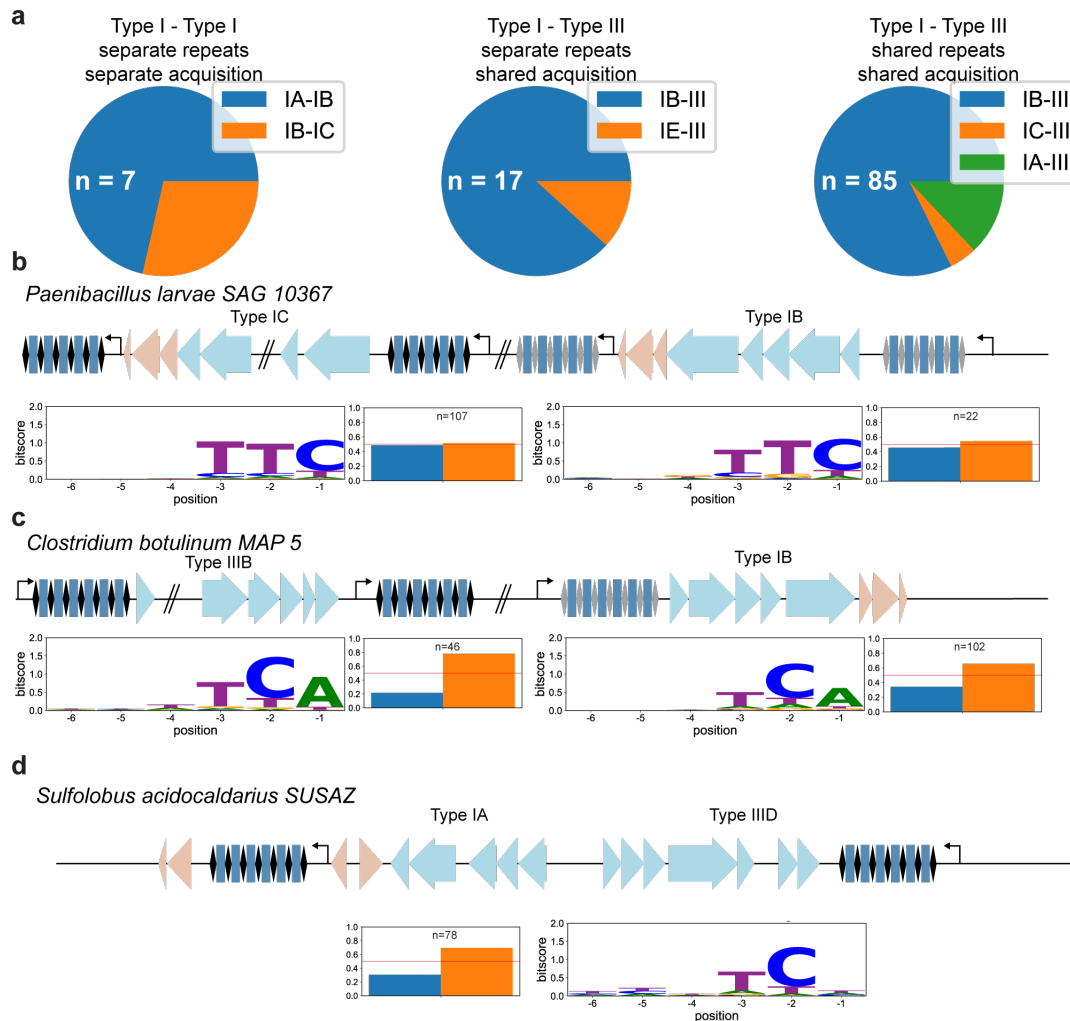 a
Type I - Type I
separate repeats
separate acquisition
IA-IB
IB-IC
n = 7
Type I - Type III
separate repeats
shared acquisition
IB-III
IE-III
n = 17
Type I - Type III
shared repeats
shared acquisition
IB-III
IC-III
IA-III
n = 85
b
Paenibacillus larvae SAG 10367
Type IC
Type IB
2.0
1.5
1.0
0.5
0.0
bitscore
TTC
-6 -5 -4 -3 -2 -1
position
1.0
0.8
0.6
0.4
0.2
0.0
n=107
2.0
1.5
1.0
0.5
0.0
bitscore
TTC
-6 -5 -4 -3 -2 -1
position
1.0
0.8
0.6
0.4
0.2
0.0
n=22
c
Clostridium botulinum MAP 5
Type IIIB
Type IB
2.0
1.5
1.0
0.5
0.0
bitscore
TCA
-6 -5 -4 -3 -2 -1
position
1.0
0.8
0.6
0.4
0.2
0.0
n=46
2.0
1.5
1.0
0.5
0.0
bitscore
TCA
-6 -5 -4 -3 -2 -1
position
1.0
0.8
0.6
0.4
0.2
0.0
n=102
d
Sulfolobus acidocaldarius SUSAZ
Type IA
Type IIID
1.0
0.8
0.6
0.4
0.2
0.0
n=78
2.0
1.5
1.0
0.5
0.0
bitscore
TC
-6 -5 -4 -3 -2 -1
position